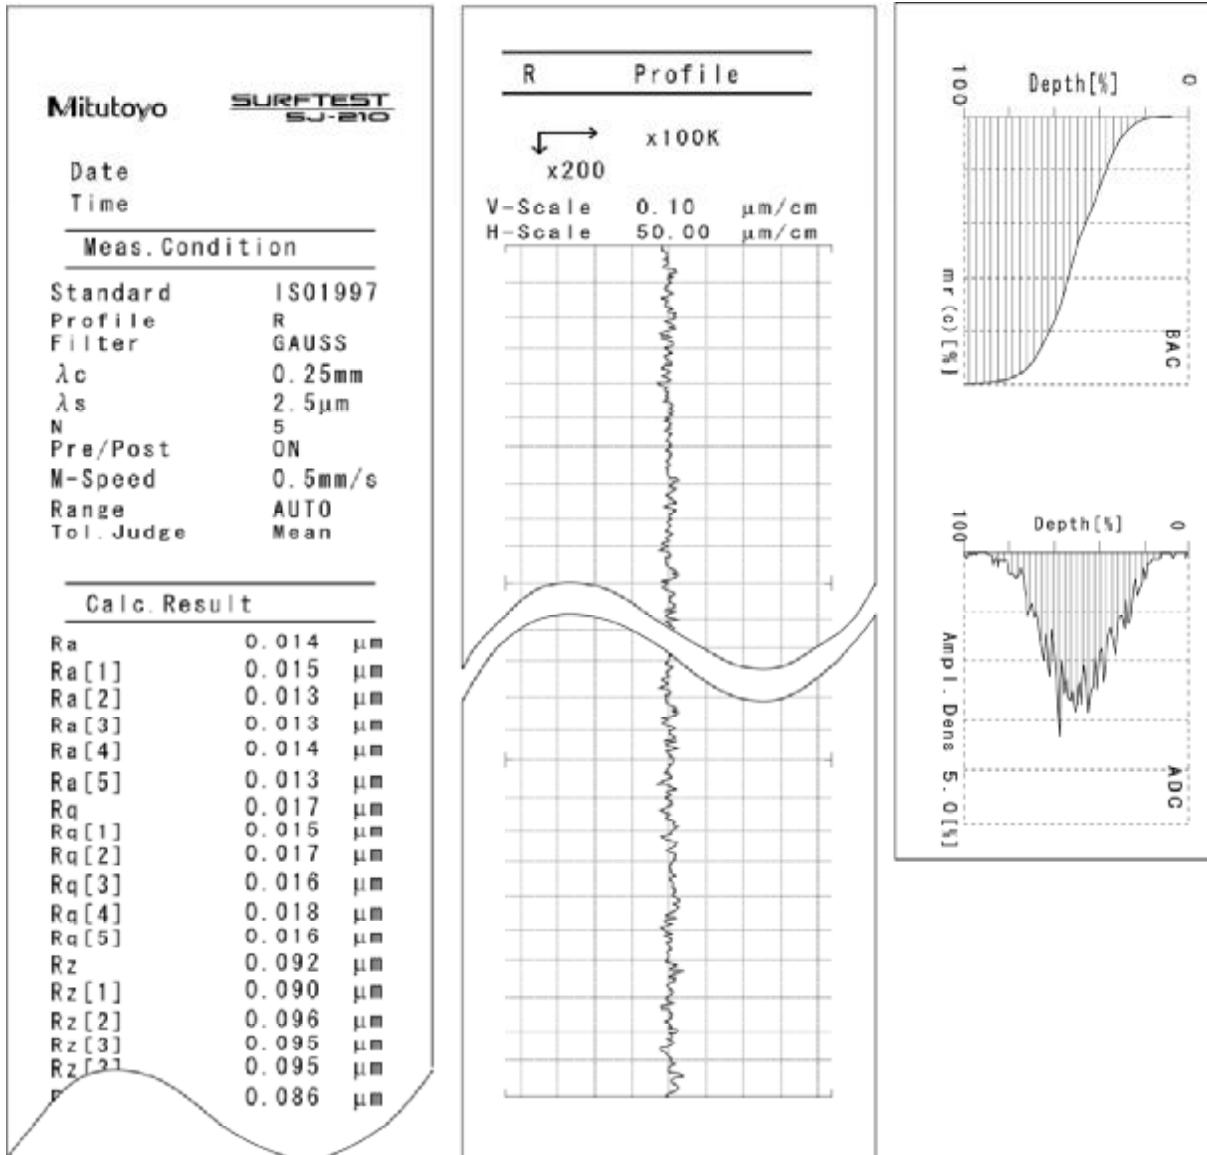 Mitutoyo SURFTEST
SJ-210
Date
Time
Meas.Condition
Standard ISO1997
Profile R
Filter GAUSS
λc 0.25mm
λs 2.5μm
N 5
Pre/Post ON
M-Speed 0.5mm/s
Range AUTO
Tol.Judge Mean
Calc.Result
Ra 0.014 μm
Ra[1] 0.015 μm
Ra[2] 0.013 μm
Ra[3] 0.013 μm
Ra[4] 0.014 μm
Ra[5] 0.013 μm
Rq 0.017 μm
Rq[1] 0.015 μm
Rq[2] 0.017 μm
Rq[3] 0.016 μm
Rq[4] 0.018 μm
Rq[5] 0.016 μm
Rz 0.092 μm
Rz[1] 0.090 μm
Rz[2] 0.096 μm
Rz[3] 0.095 μm
Rz[3] 0.095 μm
0.086 μm
R Profile
x100K
x200
V-Scale 0.10 μm/cm
H-Scale 50.00 μm/cm
100 Depth[%] 0
mr(c)[%]
BAC
100 Depth[%] 0
Ampl.Dens 5.0[%]
ADC